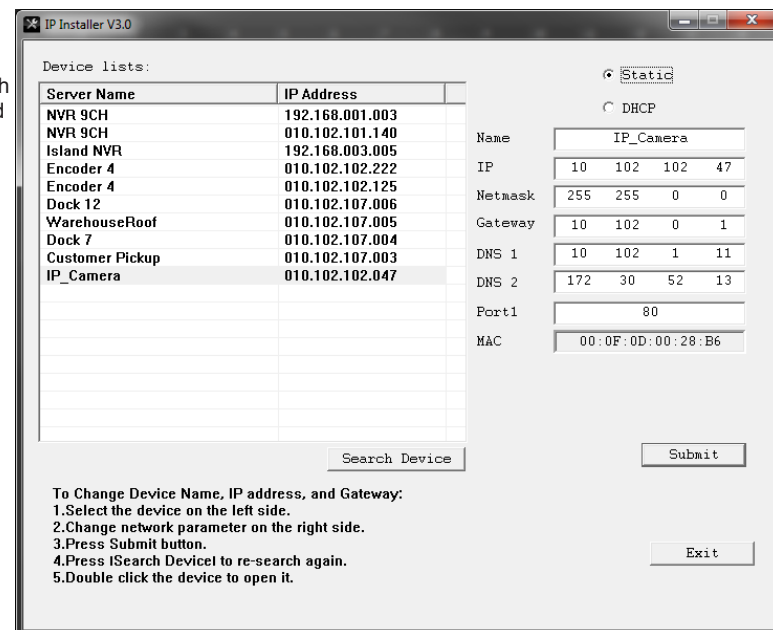 IP Installer V3.0
h
d
Device lists:
Server Name IP Address
NVR 9CH 192.168.001.003
NVR 9CH 010.102.101.140
Island NVR 192.168.003.005
Encoder 4 010.102.102.222
Encoder 4 010.102.102.125
Dock 12 010.102.107.006
WarehouseRoof 010.102.107.005
Dock 7 010.102.107.004
Customer Pickup 010.102.107.003
IP_Camera 010.102.102.047
Search Device
Static
DHCP
Name IP_Camera
IP 10 102 102 47
Netmask 255 255 0 0
Gateway 10 102 0 1
DNS 1 10 102 1 11
DNS 2 172 30 52 13
Port1 80
MAC 00:0F:0D:00:28:B6
Submit
To Change Device Name, IP address, and Gateway:
1.Select the device on the left side.
2.Change network parameter on the right side.
3.Press Submit button.
4.Press lSearch Devicel to re-search again.
5.Double click the device to open it.
Exit